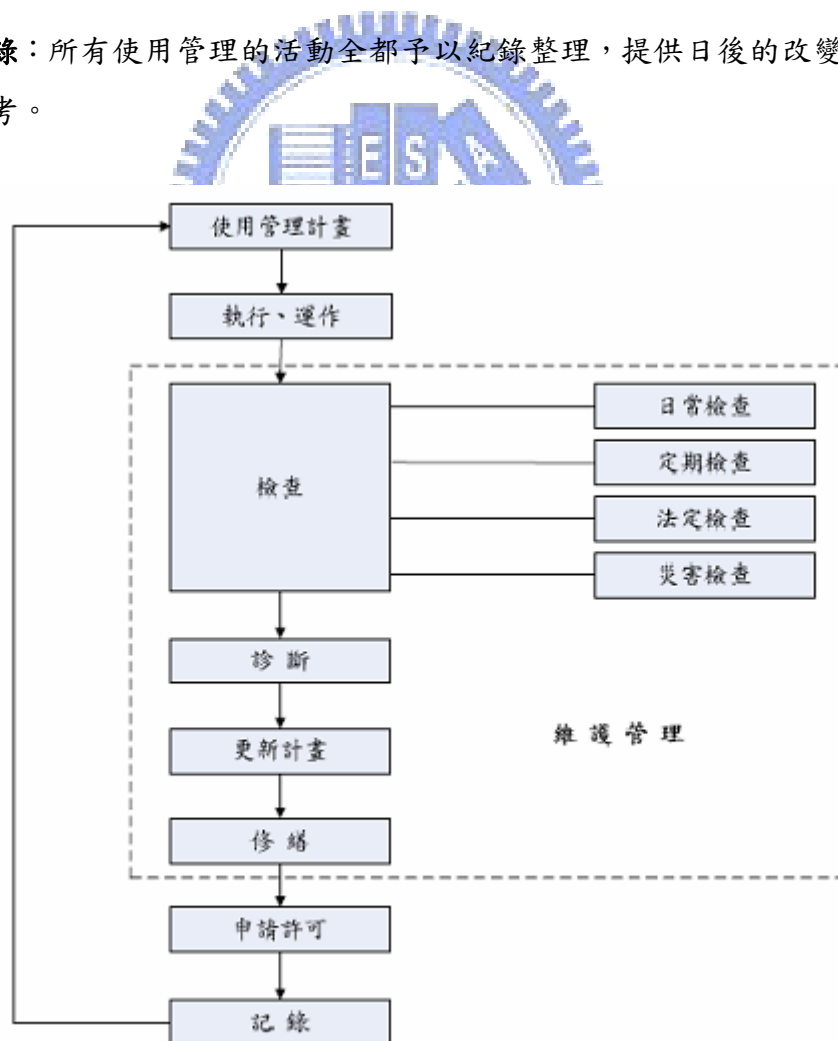 錄：所有使用管理的活動全都予以紀錄整理，提供日後的改變
考。
ESA
使用管理計畫
執行、運作
檢查
日常檢查
定期檢查
法定檢查
災害檢查
診斷
更新計畫
維護管理
修繕
申請許可
記錄